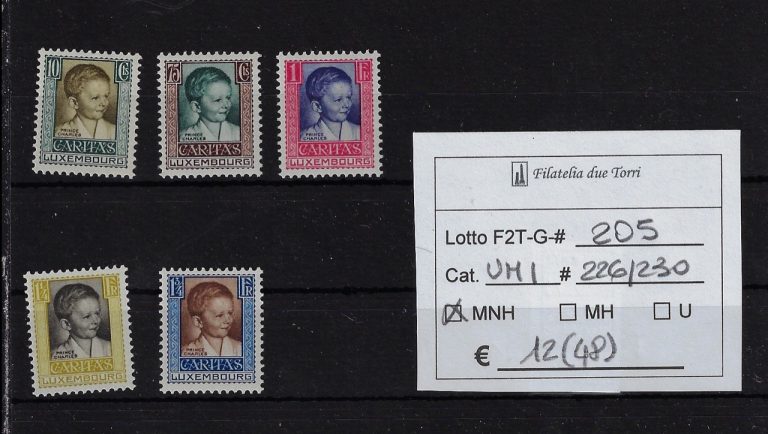 10 Cs
PRINCE
CHARLES
CARITAS
LUXEMBOURG
75 Cs
PRINCE
CHARLES
CARITAS
LUXEMBOURG
1 Fr
PRINCE
CHARLES
CARITAS
LUXEMBOURG
1¼ Fr
PRINCE
CHARLES
CARITAS
LUXEMBOURG
1¾ Fr
PRINCE
CHARLES
CARITAS
LUXEMBOURG
Filatelia due Torri
Lotto F2T-G-# 205
Cat. UNI # 226/230
MNH MH U
€ 12 (48)